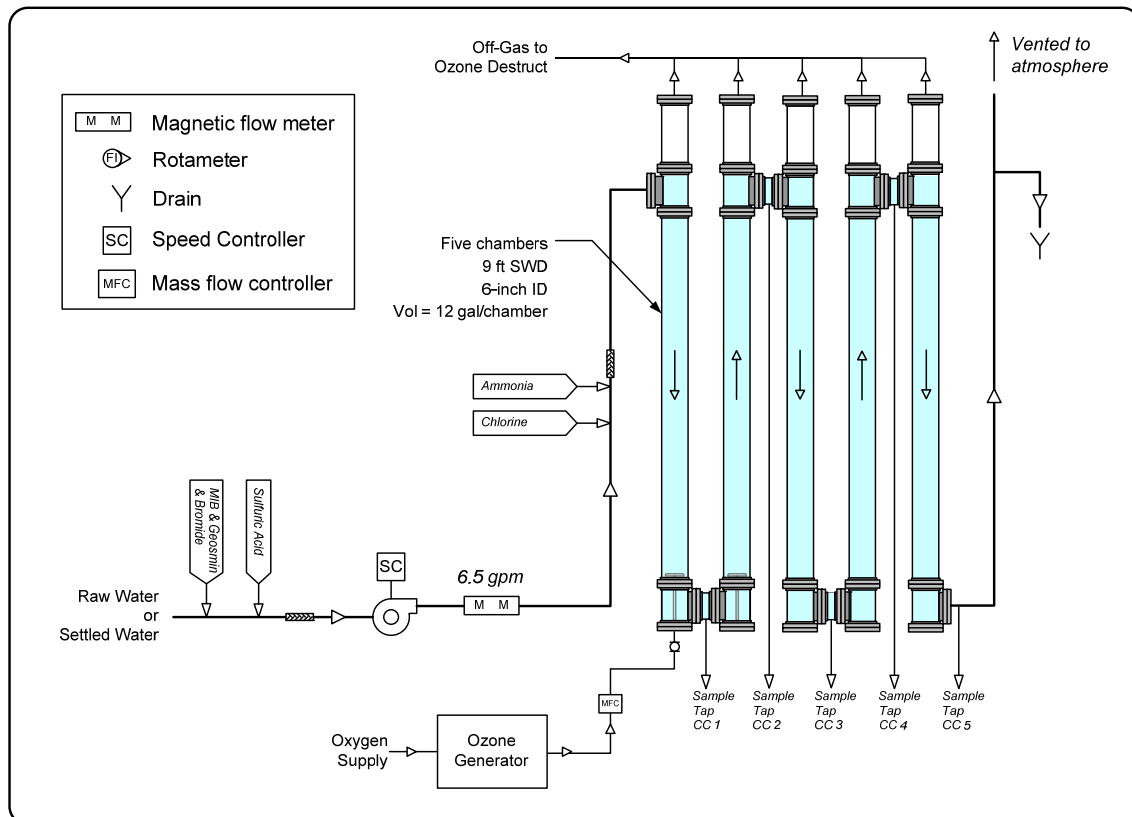 Off-Gas to
Ozone Destruct
Vented to
atmosphere
M M
Magnetic flow meter
FI
Rotameter
Drain
SC
Speed Controller
MFC
Mass flow controller
Five chambers
9 ft SWD
6-inch ID
Vol = 12 gal/chamber
Ammonia
Chlorine
MIB & Geosmin
& Bromide
Sulfuric Acid
SC
6.5 gpm
M M
Raw Water
or
Settled Water
MFC
Oxygen
Supply
Ozone
Generator
Sample
Tap
CC 1
Sample
Tap
CC 2
Sample
Tap
CC 3
Sample
Tap
CC 4
Sample
Tap
CC 5